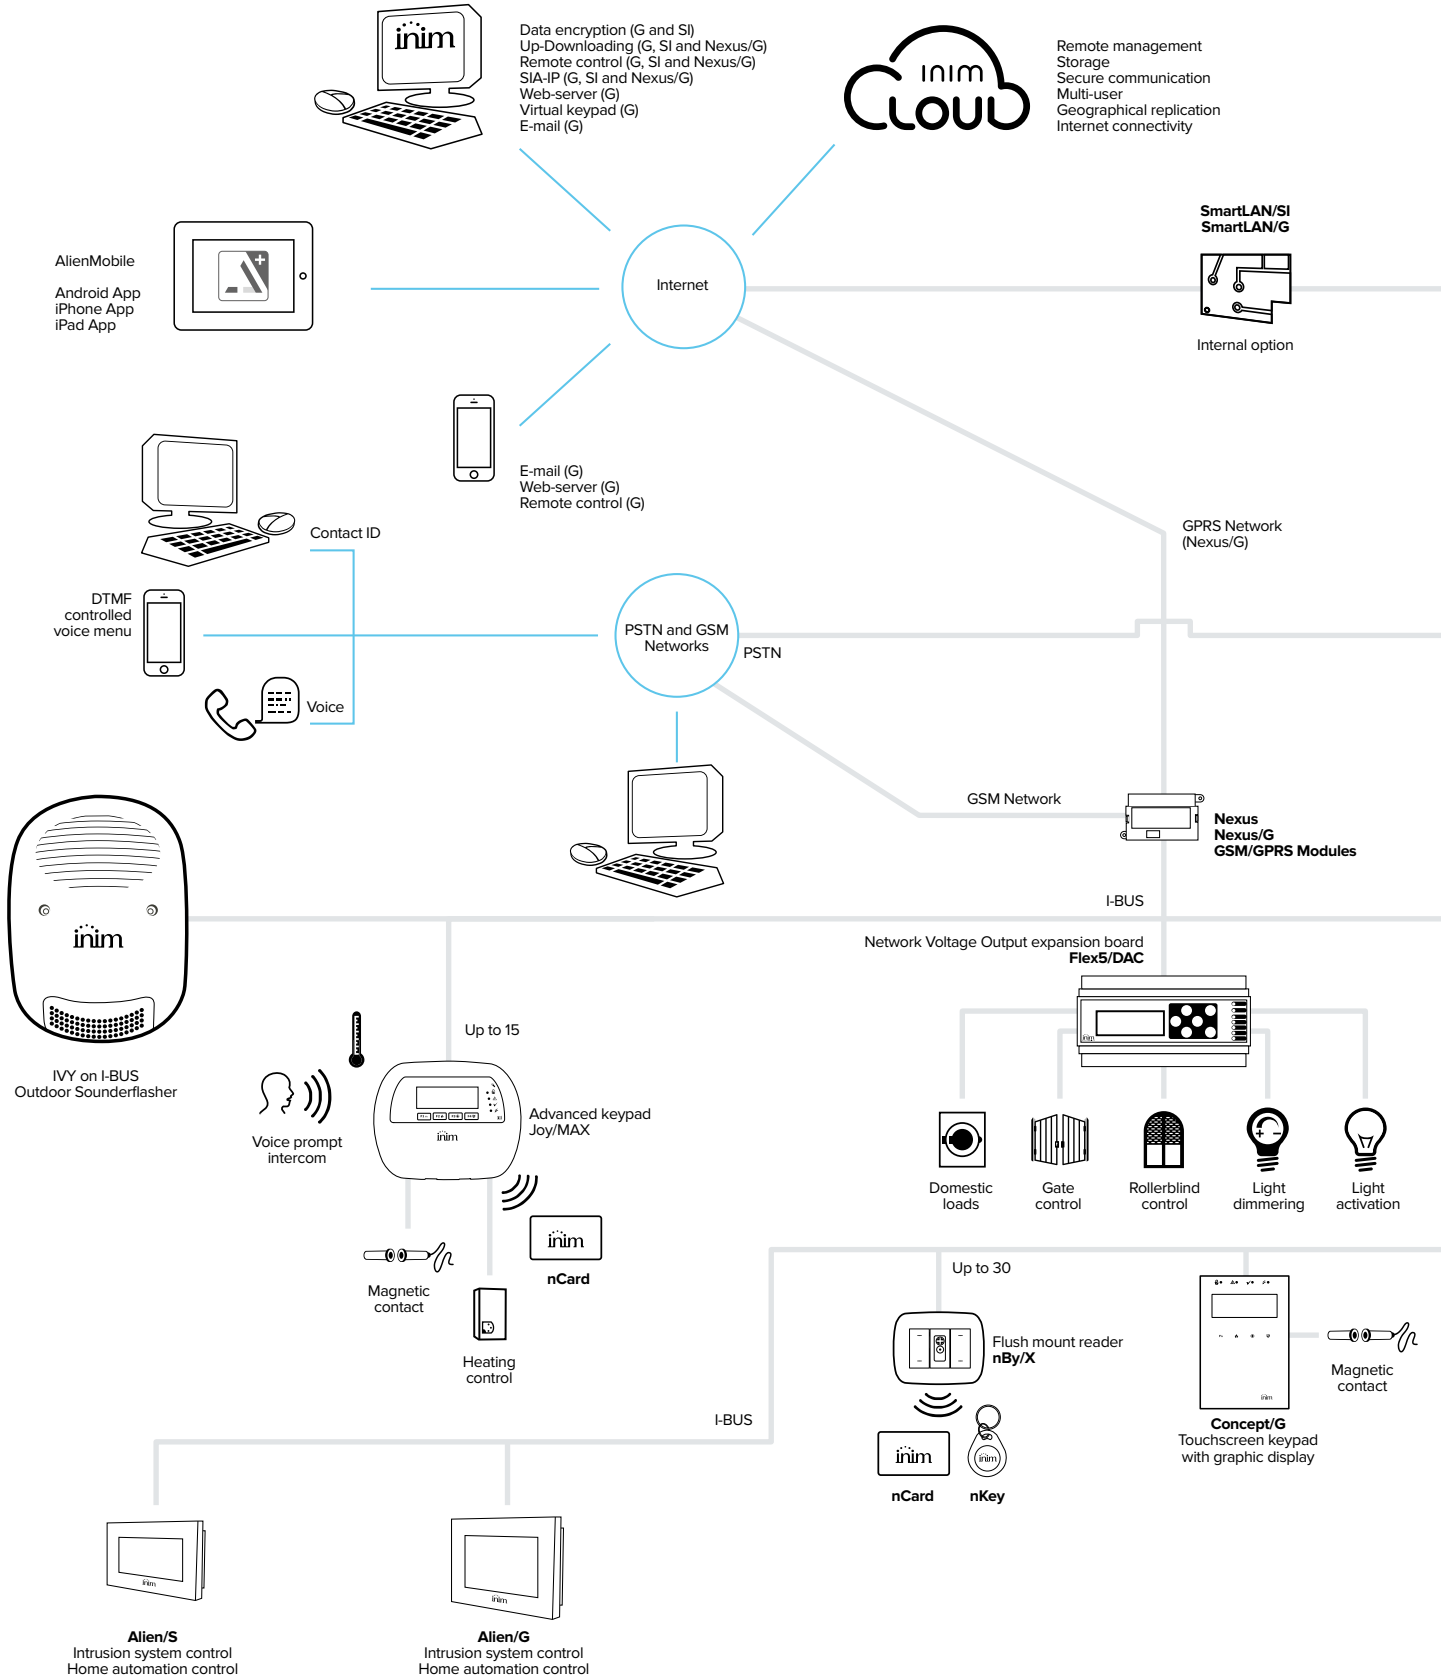 inim
Data encryption (G and SI)
Up-Downloading (G, SI and Nexus/G)
Remote control (G, SI and Nexus/G)
SIA-IP (G, SI and Nexus/G)
Web-server (G)
Virtual keypad (G)
E-mail (G)
inim
CLOUD
Remote management
Storage
Secure communication
Multi-user
Geographical replication
Internet connectivity
SmartLAN/SI
SmartLAN/G
Internal option
AlienMobile
Android App
iPhone App
iPad App
Internet
E-mail (G)
Web-server (G)
Remote control (G)
GPRS Network
(Nexus/G)
Contact ID
DTMF
controlled
voice menu
Voice
PSTN and GSM
Networks
PSTN
GSM Network
Nexus
Nexus/G
GSM/GPRS Modules
I-BUS
inim
IVY on I-BUS
Outdoor Sounderflasher
Network Voltage Output expansion board
Flex5/DAC
inim
Up to 15
Voice prompt
intercom
inim
Advanced keypad
Joy/MAX
Domestic
loads
Gate
control
Rollerblind
control
Light
dimmering
Light
activation
inim
nCard
Magnetic
contact
Heating
control
Up to 30
Flush mount reader
nBy/X
inim
Magnetic
contact
I-BUS
inim
nCard
inim
nKey
Concept/G
Touchscreen keypad
with graphic display
inim
Alien/S
Intrusion system control
Home automation control
inim
Alien/G
Intrusion system control
Home automation control